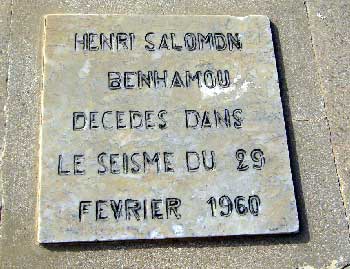 HENRI SALOMON
BENHAMOU
DECEDES DANS
LE SEISME DU 29
FEVRIER 1960